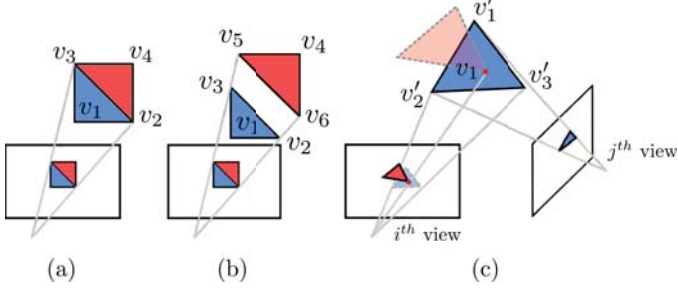 v₃ v₄
v₁
v₂
(a)
v₅ v₄
v₃
v₁
v₆
v₂
(b)
v′₁
v₁
v′₃
v′₂
jᵗʰ view
iᵗʰ view
(c)